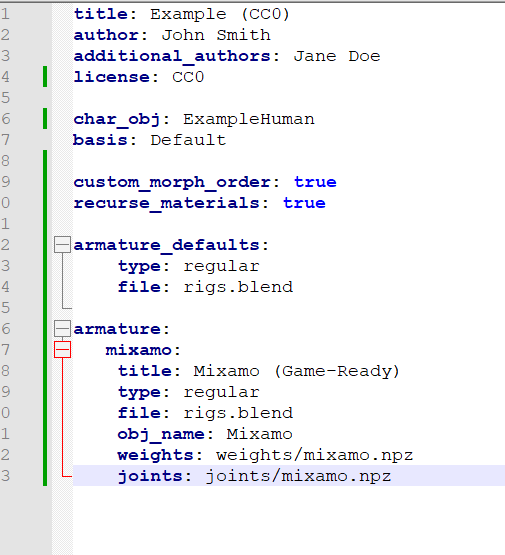 1 title: Example (CC0)
2 author: John Smith
3 additional_authors: Jane Doe
4 license: CC0
5
6 char_obj: ExampleHuman
7 basis: Default
8
9 custom_morph_order: true
0 recurse_materials: true
1
2 armature_defaults:
3     type: regular
4     file: rigs.blend
5
6 armature:
7    mixamo:
8     title: Mixamo (Game-Ready)
9     type: regular
0     file: rigs.blend
1     obj_name: Mixamo
2     weights: weights/mixamo.npz
3     joints: joints/mixamo.npz